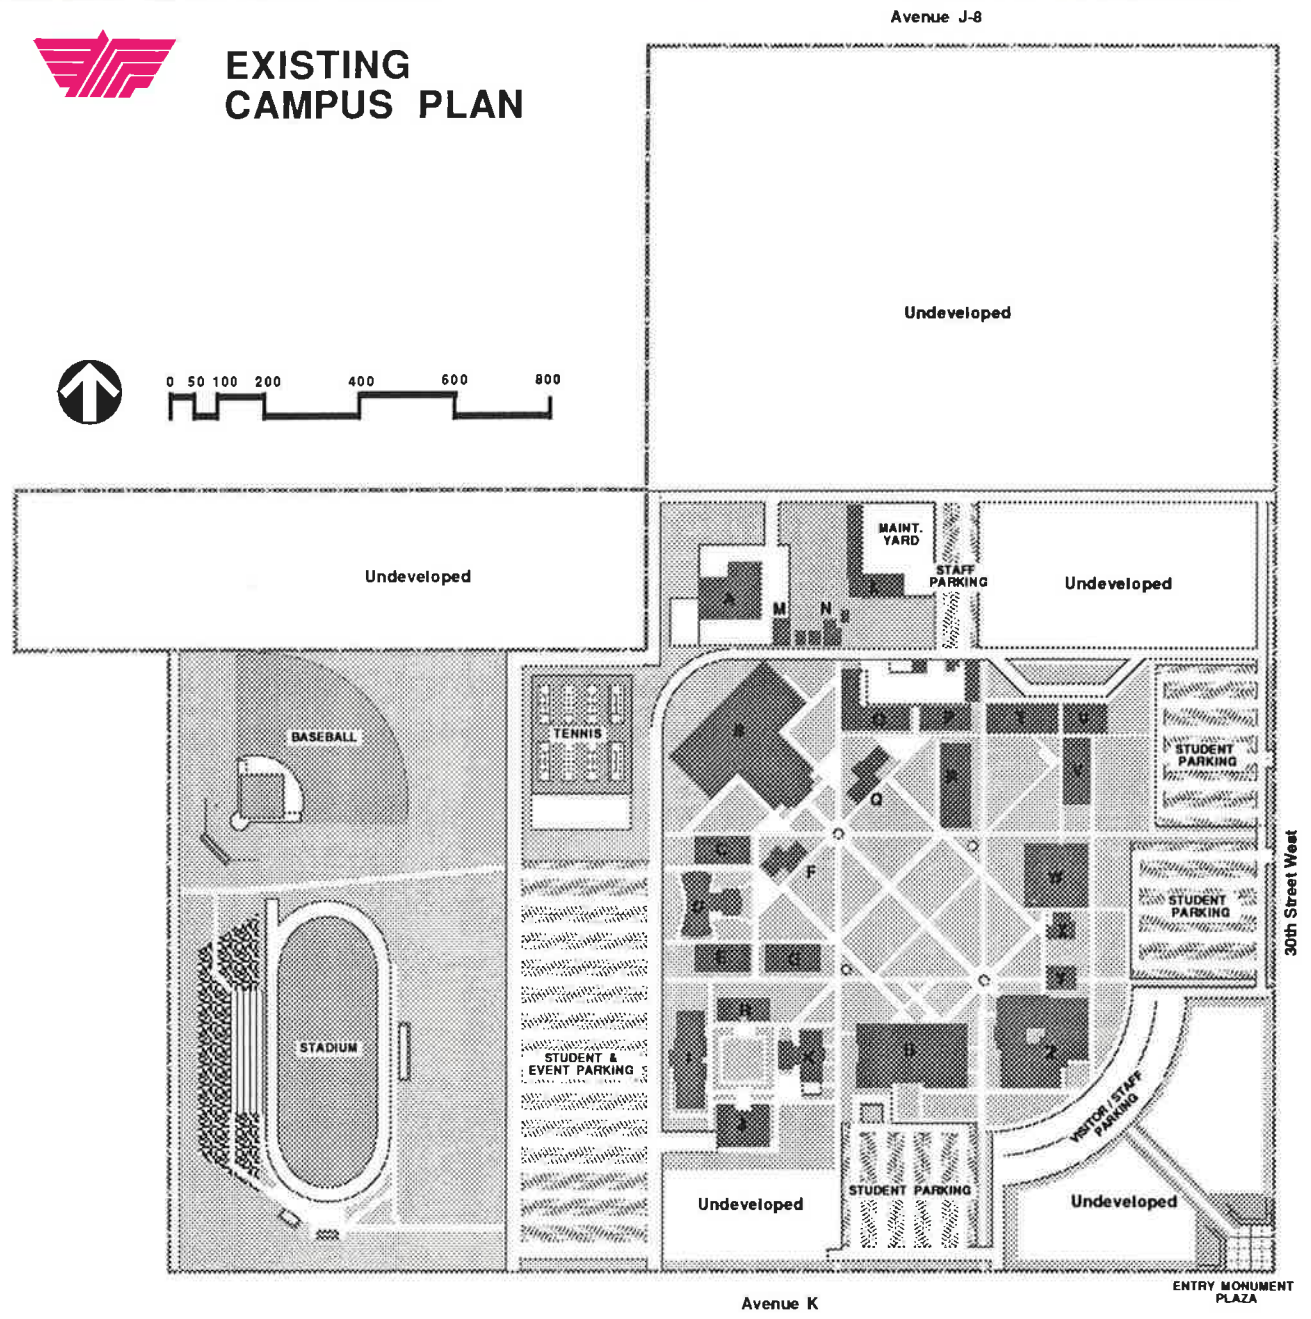 Avenue J-8
EXISTING
CAMPUS PLAN
Undeveloped
0 50 100 200 400 600 800
MAINT.
YARD
STAFF
PARKING
Undeveloped
Undeveloped
A
M
N
L
BASEBALL
TENNIS
STUDENT
PARKING
O
P
T
U
V
R
Q
C
F
D
W
STUDENT
PARKING
30th Street West
E
G
Y
H
STADIUM
STUDENT &
EVENT PARKING
I
K
B
2
J
VISITOR / STAFF
PARKING
STUDENT PARKING
Undeveloped
Undeveloped
ENTRY MONUMENT
PLAZA
Avenue K